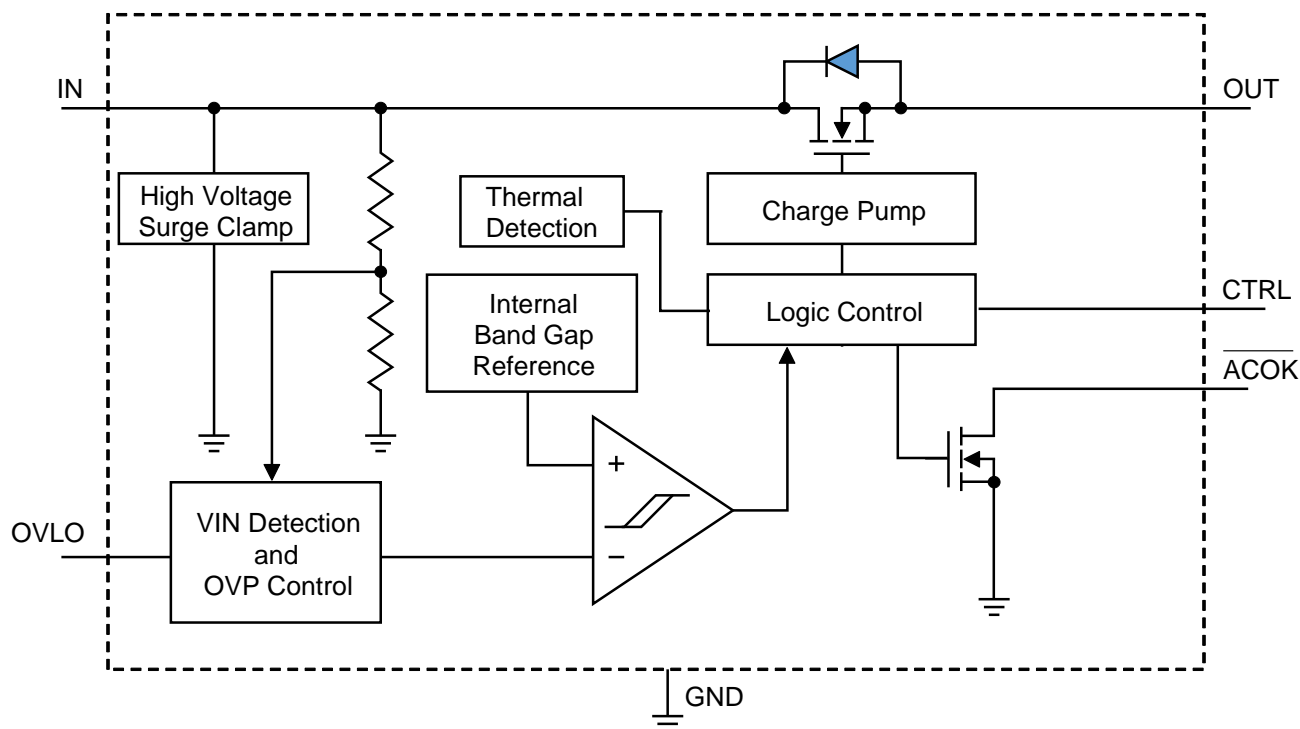 IN
OUT
High Voltage
Surge Clamp
Thermal
Detection
Charge Pump
Internal
Band Gap
Reference
Logic Control
CTRL
ACOK
+
OVLO
VIN Detection
and
OVP Control
−
GND